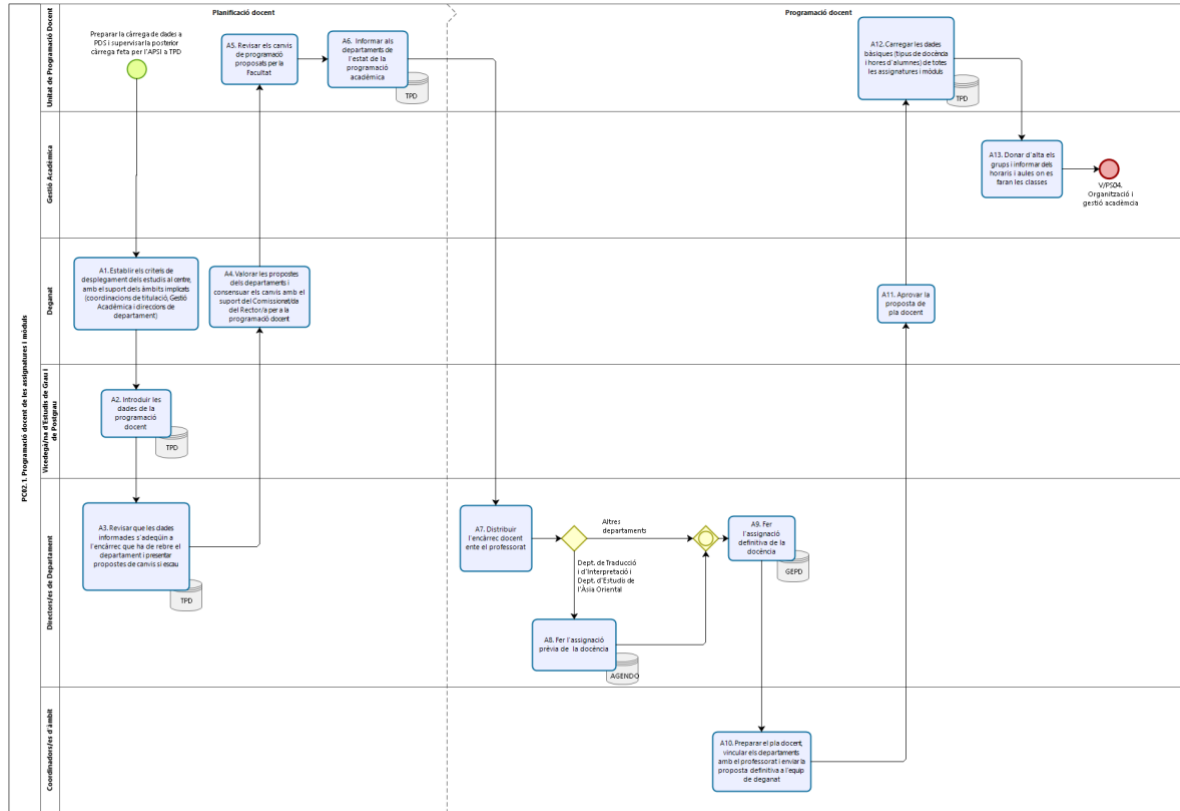 Planificació docent
Programació docent
PC02.1. Programació docent de les assignatures i mòduls
Unitat de Programació Docent
Preparar la càrrega de dades a
PDS i supervisar la posterior
càrrega feta per l'APSI a TPD
A5. Revisar els canvis
de programació
proposats per la
Facultat
A6. Informar als
departaments de
l'estat de la
programació
acadèmica
TPD
A12. Carregar les dades
bàsiques (tipus de docència
i hores d'alumnes) de totes
les assignatures i mòduls
TPD
Gestió Acadèmica
A13. Donar d'alta els
grups i informar dels
horaris i aules on es
faran les classes
V/PS04.
Organització i
gestió acadèmcia
Deganat
A1. Establir els criteris de
desplegament dels estudis al centre,
amb el suport dels àmbits implicats
(coordinacions de titulació, Gestió
Acadèmica i direccions de
departament)
A4. Valorar les propostes
dels departaments i
consensuar els canvis amb el
suport del Comissionat/da
del Rector/a per a la
programació docent
A11. Aprovar la
proposta de
pla docent
Vicedegà/na d'Estudis de Grau i
de Postgrau
A2. Introduir les
dades de la
programació
docent
TPD
Directors/es de Departament
A3. Revisar que les dades
informades s'adeqüin a
l'encàrrec que ha de rebre el
departament i presentar
propostes de canvis si escau
TPD
A7. Distribuir
l'encàrrec docent
ente el professorat
Altres
departaments
Dept. de Traducció
i d'Interpretació i
Dept. d'Estudis de
l'Àsia Oriental
A8. Fer l'assignació
prèvia de la docència
AGENDO
A9. Fer
l'assignació
definitiva de la
docència
GEPD
Coordinadors/es d'àmbit
A10. Preparar el pla docent,
vincular els departaments
amb el professorat i enviar la
proposta definitiva a l'equip
de deganat